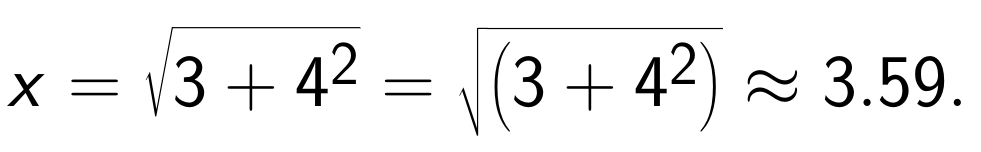 x = √(3 + 4²) = √((3 + 4²)) ≈ 3.59.